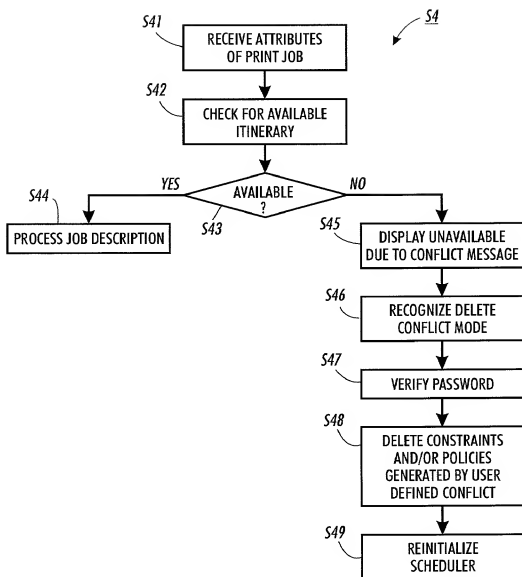 S41
S4
RECEIVE ATTRIBUTES
OF PRINT JOB
S42
CHECK FOR AVAILABLE
ITINERARY
YES
AVAILABLE
?
NO
S43
S44
PROCESS JOB DESCRIPTION
S45
DISPLAY UNAVAILABLE
DUE TO CONFLICT MESSAGE
S46
RECOGNIZE DELETE
CONFLICT MODE
S47
VERIFY PASSWORD
S48
DELETE CONSTRAINTS
AND/OR POLICIES
GENERATED BY USER
DEFINED CONFLICT
S49
REINITIALIZE
SCHEDULER